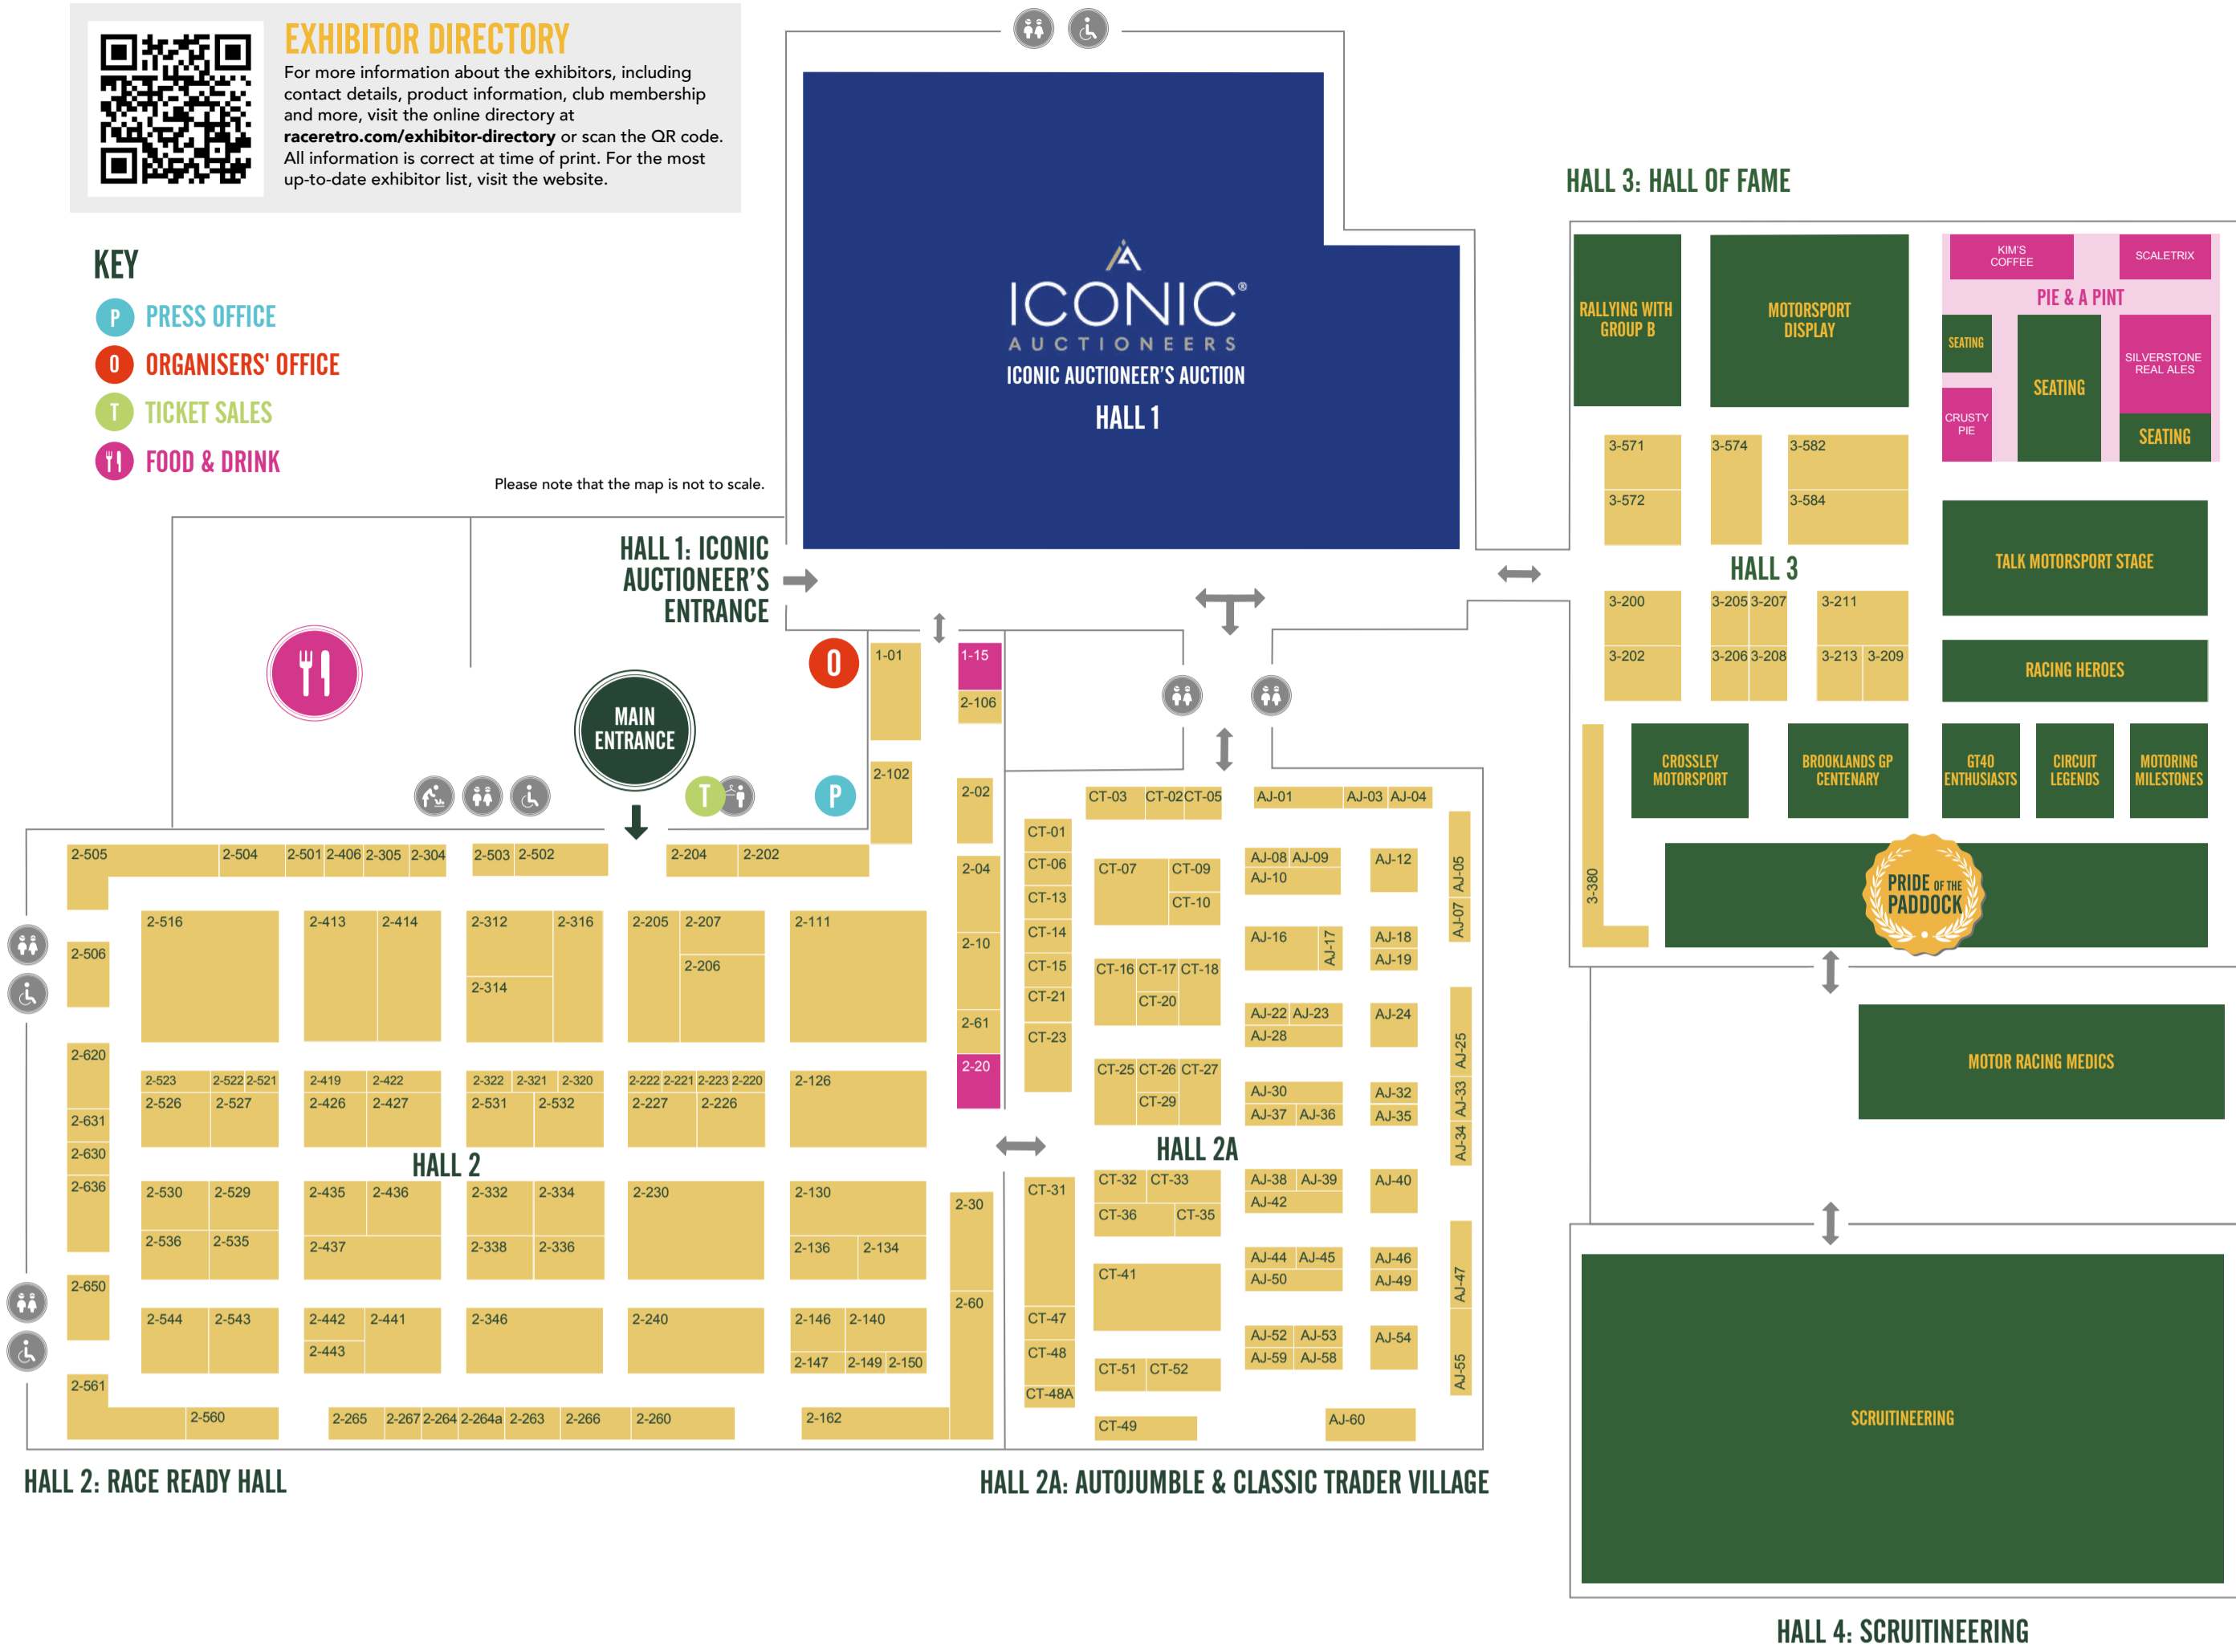 EXHIBITOR DIRECTORY
For more information about the exhibitors, including
contact details, product information, club membership
and more, visit the online directory at
raceretro.com/exhibitor-directory or scan the QR code.
All information is correct at time of print. For the most
up-to-date exhibitor list, visit the website.
KEY
P PRESS OFFICE
O ORGANISERS' OFFICE
T TICKET SALES
FOOD & DRINK
Please note that the map is not to scale.
ICONIC®
AUCTIONEERS
ICONIC AUCTIONEER'S AUCTION
HALL 1
HALL 1: ICONIC
AUCTIONEER'S
ENTRANCE
MAIN
ENTRANCE
O
T
P
1-01
1-15
2-106
2-102
2-02
2-04
2-10
2-61
2-20
2-30
2-60
2-505
2-504
2-501
2-406
2-305
2-304
2-503
2-502
2-204
2-202
2-506
2-516
2-413
2-414
2-312
2-316
2-314
2-205
2-207
2-206
2-111
2-620
2-631
2-630
2-636
2-650
2-561
2-523
2-522
2-521
2-526
2-527
2-419
2-422
2-426
2-427
2-322
2-321
2-320
2-531
2-532
2-222
2-221
2-223
2-220
2-227
2-226
2-126
HALL 2
2-530
2-529
2-536
2-535
2-435
2-436
2-437
2-332
2-334
2-338
2-336
2-230
2-130
2-136
2-134
2-544
2-543
2-442
2-441
2-443
2-346
2-240
2-146
2-140
2-147
2-149
2-150
2-560
2-265
2-267
2-264
2-264a
2-263
2-266
2-260
2-162
HALL 2: RACE READY HALL
CT-03
CT-02
CT-05
CT-01
CT-06
CT-13
CT-14
CT-15
CT-21
CT-23
CT-07
CT-09
CT-10
CT-16
CT-17
CT-18
CT-20
CT-25
CT-26
CT-27
CT-29
HALL 2A
CT-31
CT-32
CT-33
CT-36
CT-35
CT-41
CT-47
CT-48
CT-48A
CT-51
CT-52
CT-49
AJ-01
AJ-03
AJ-04
AJ-05
AJ-07
AJ-08
AJ-09
AJ-10
AJ-12
AJ-16
AJ-17
AJ-18
AJ-19
AJ-22
AJ-23
AJ-28
AJ-24
AJ-25
AJ-33
AJ-34
AJ-30
AJ-37
AJ-36
AJ-32
AJ-35
AJ-38
AJ-39
AJ-42
AJ-40
AJ-44
AJ-45
AJ-50
AJ-46
AJ-49
AJ-47
AJ-55
AJ-52
AJ-53
AJ-59
AJ-58
AJ-54
AJ-60
HALL 2A: AUTOJUMBLE & CLASSIC TRADER VILLAGE
HALL 3: HALL OF FAME
RALLYING WITH
GROUP B
MOTORSPORT
DISPLAY
KIM'S
COFFEE
SCALETRIX
PIE & A PINT
SEATING
SEATING
SILVERSTONE
REAL ALES
CRUSTY
PIE
SEATING
3-571
3-572
3-574
3-582
3-584
HALL 3
TALK MOTORSPORT STAGE
3-200
3-202
3-205
3-207
3-206
3-208
3-211
3-213
3-209
RACING HEROES
3-380
CROSSLEY
MOTORSPORT
BROOKLANDS GP
CENTENARY
GT40
ENTHUSIASTS
CIRCUIT
LEGENDS
MOTORING
MILESTONES
PRIDE OF THE
PADDOCK
MOTOR RACING MEDICS
SCRUITINEERING
HALL 4: SCRUITINEERING